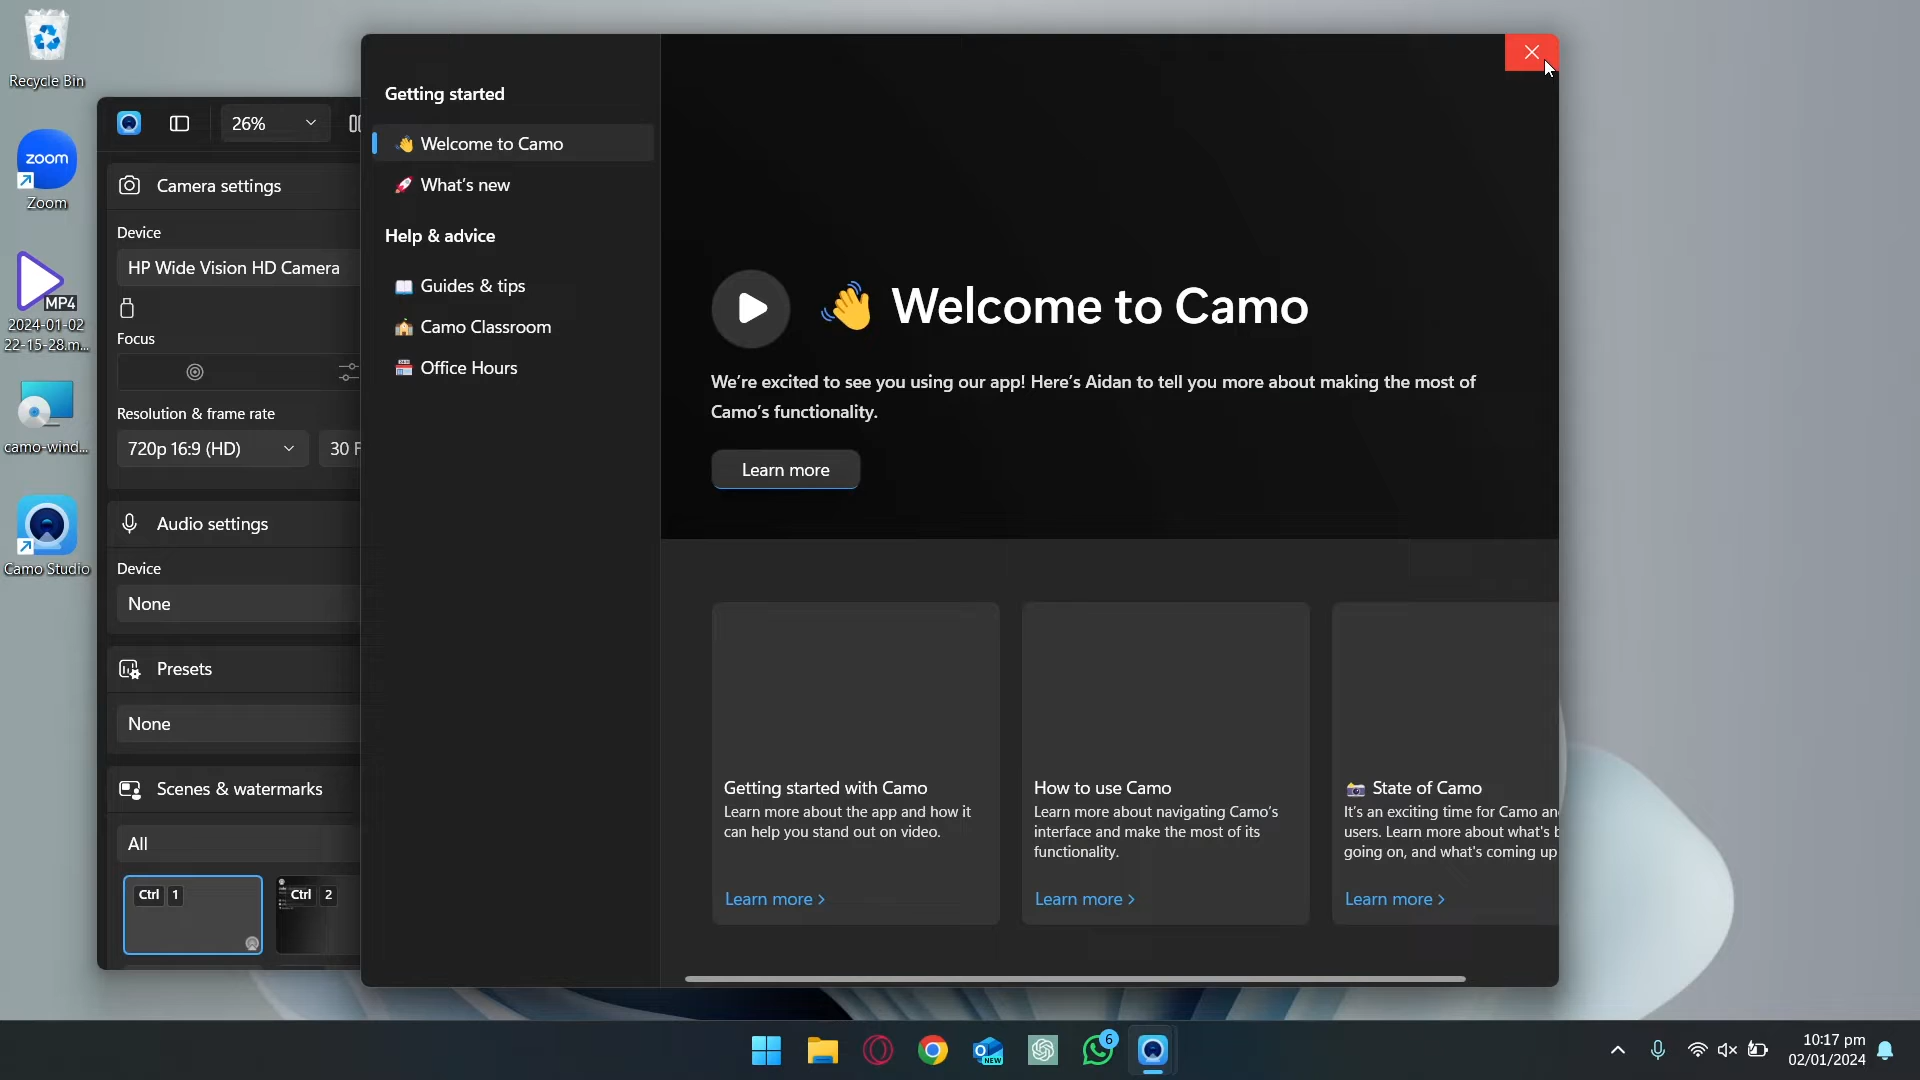 Recycle Bin
zoom
Zoom
MP4
2024-01-02
22-15-28.m...
camo-wind...
Camo Studio
26%
Camera settings
Device
HP Wide Vision HD Camera
Focus
Resolution & frame rate
720p 16:9 (HD)
30 F
Audio settings
Device
None
Presets
None
Scenes & watermarks
All
Ctrl 1
Ctrl 2
Getting started
Welcome to Camo
What's new
Help & advice
Guides & tips
Camo Classroom
Office Hours
Welcome to Camo
We're excited to see you using our app! Here's Aidan to tell you more about making the most of
Camo's functionality.
Learn more
Getting started with Camo
Learn more about the app and how it
can help you stand out on video.
Learn more >
How to use Camo
Learn more about navigating Camo's
interface and make the most of its
functionality.
Learn more >
State of Camo
It's an exciting time for Camo an
users. Learn more about what's b
going on, and what's coming up
Learn more >
NEW
6
10:17 pm
02/01/2024